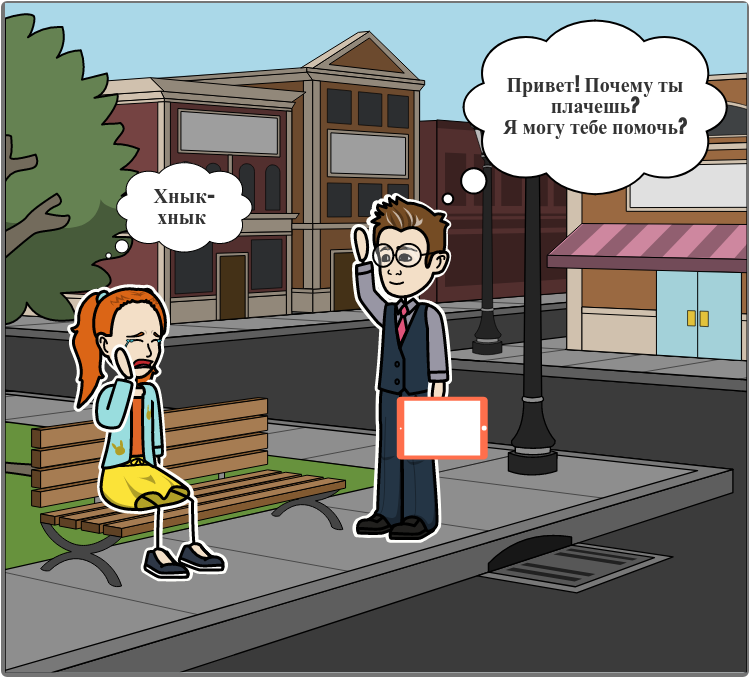 Хнык-
хнык
Привет! Почему ты
плачешь?
Я могу тебе помочь?